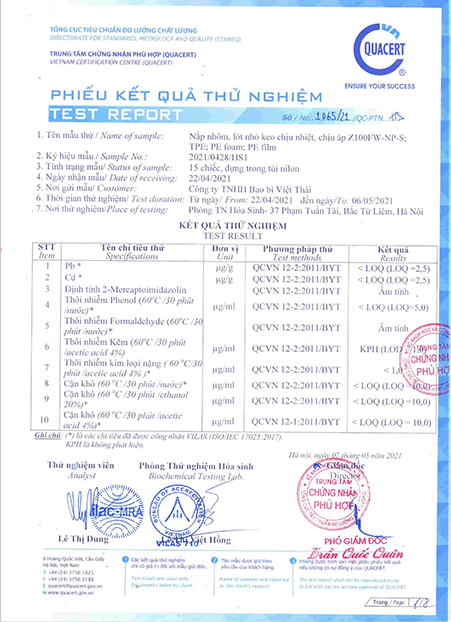 TỔNG CỤC TIÊU CHUẨN ĐO LƯỜNG CHẤT LƯỢNG
DIRECTORATE FOR STANDARDS, METROLOGY AND QUALITY (STAMEQ)
TRUNG TÂM CHỨNG NHẬN PHÙ HỢP (QUACERT)
VIETNAM CERTIFICATION CENTRE (QUACERT)
QUACERT
ENSURE YOUR SUCCESS
PHIẾU KẾT QUẢ THỬ NGHIỆM
TEST REPORT
Số / No: 1065/21 /QC-PTN
1. Tên mẫu thử / Name of sample: Nắp nhôm, lót nhỏ keo chịu nhiệt, chịu áp Z100FW-NP-S; TPE; PE foam; PE film
2. Ký hiệu mẫu / Sample No.: 2021/0428/HS1
3. Tình trạng mẫu/ Status of sample: 15 chiếc, đựng trong túi nilon
4. Ngày nhận mẫu/ Date of receiving: 22/04/2021
5. Nơi gửi mẫu/ Customer: Công ty TNHH Bao bì Việt Thái
6. Thời gian thử nghiệm/ Test duration: Từ ngày/ From: 22/04/2021 đến ngày/To: 06/05/2021
7. Nơi thử nghiệm/Place of testing: Phòng TN Hóa Sinh- 37 Phạm Tuấn Tài, Bắc Từ Liêm, Hà Nội
KẾT QUẢ THỬ NGHIỆM
TEST RESULT
STT Tên chỉ tiêu thử Đơn vị Phương pháp thử Kết quả
Item Specifications Unit Test methods Results
1 Pb * µg/g QCVN 12-2:2011/BYT < LOQ (LOQ =2,5)
2 Cd * µg/g QCVN 12-2:2011/BYT < LOQ (LOQ =2,5)
3 Định tính 2-Mercaptoimidazolin QCVN 12-2:2011/BYT Âm tính
4 Thôi nhiễm Phenol (60°C /30 phút /nước)* µg/ml QCVN 12-2:2011/BYT < LOQ (LOQ=5,0)
5 Thôi nhiễm Formaldehyde (60°C /30 phút /nước)* QCVN 12-2:2011/BYT Âm tính
6 Thôi nhiễm Kẽm (60°C /30 phút /acetic acid 4%) µg/ml QCVN 12-2:2011/BYT KPH
7 Thôi nhiễm kim loại nặng ( 60°C/30 phút /acetic acid 4% )* µg/ml QCVN 12-2:2011/BYT < 1,0
8 Cặn khô (60 °C /30 phút /nước)* µg/ml QCVN 12-2:2011/BYT < LOQ (LOQ =10,0)
9 Cặn khô (60 °C /30 phút /ethanol 20%)* µg/ml QCVN 12-2:2011/BYT < LOQ (LOQ =10,0)
10 Cặn khô (60 °C /30 phút /acetic acid 4%)* µg/ml QCVN 12-1:2011/BYT < LOQ (LOQ = 10,0)
TRUNG TÂM CHỨNG NHẬN PHÙ HỢP
Ghi chú: (*) là các chỉ tiêu đã được công nhận VILAS (ISO/IEC 17025:2017).
KPH là không phát hiện.
Hà nội, ngày 07 tháng 05 năm 2021
Thử nghiệm viên Phòng Thử nghiệm Hóa sinh Giám đốc
Analyst Biochemical Testing Lab. Director
ilac-MRA
BUREAU OF ACCREDITATION
TRUNG TÂM CHỨNG NHẬN PHÙ HỢP
Lê Thị Dung Việt Hồng
PHÓ GIÁM ĐỐC
Trần Quốc Quân
8 Hoàng Quốc Việt, Cầu Giấy
Hà Nội, Việt Nam
T +84 (24) 3756 1025
F +84 (24) 3756 3188
E quacert@quacert.gov.vn
W www.quacert.gov.vn
Các kết quả thử nghiệm chỉ có giá trị đối với mẫu gửi đến.
Test result are valid only
Tên mẫu được ghi theo yêu cầu của khách hàng.
Name of samples are reported as the client's request
Không được trích sao một phần phiếu kết quả nếu không có sự đồng ý của QUACERT.
The test report shall not be reproduced except in full with out the written approval of QUACERT.
Trang / Page: